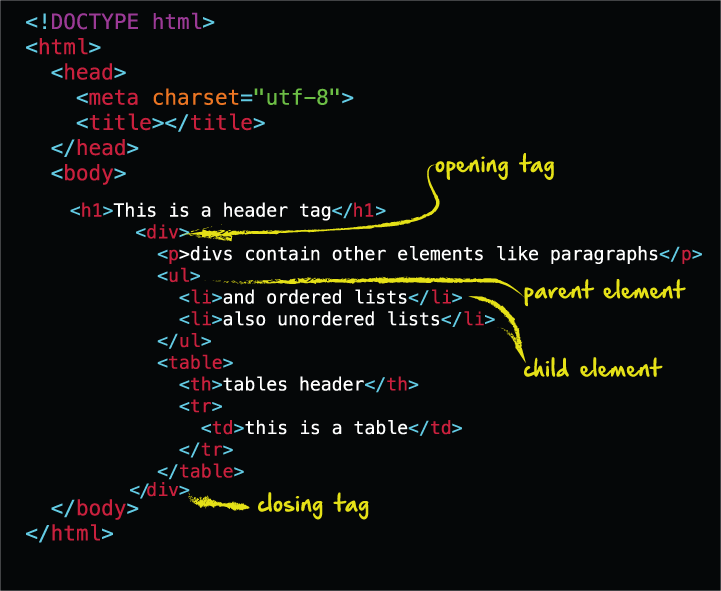 <!DOCTYPE html>
<html>
<head>
<meta charset="utf-8">
<title></title>
</head>
<body>
opening tag
<h1>This is a header tag</h1>
<div>
<p>divs contain other elements like paragraphs</p>
<ul>
parent element
<li>and ordered lists</li>
<li>also unordered lists</li>
</ul>
child element
<table>
<th>tables header</th>
<tr>
<td>this is a table</td>
</tr>
</table>
</div>
closing tag
</body>
</html>